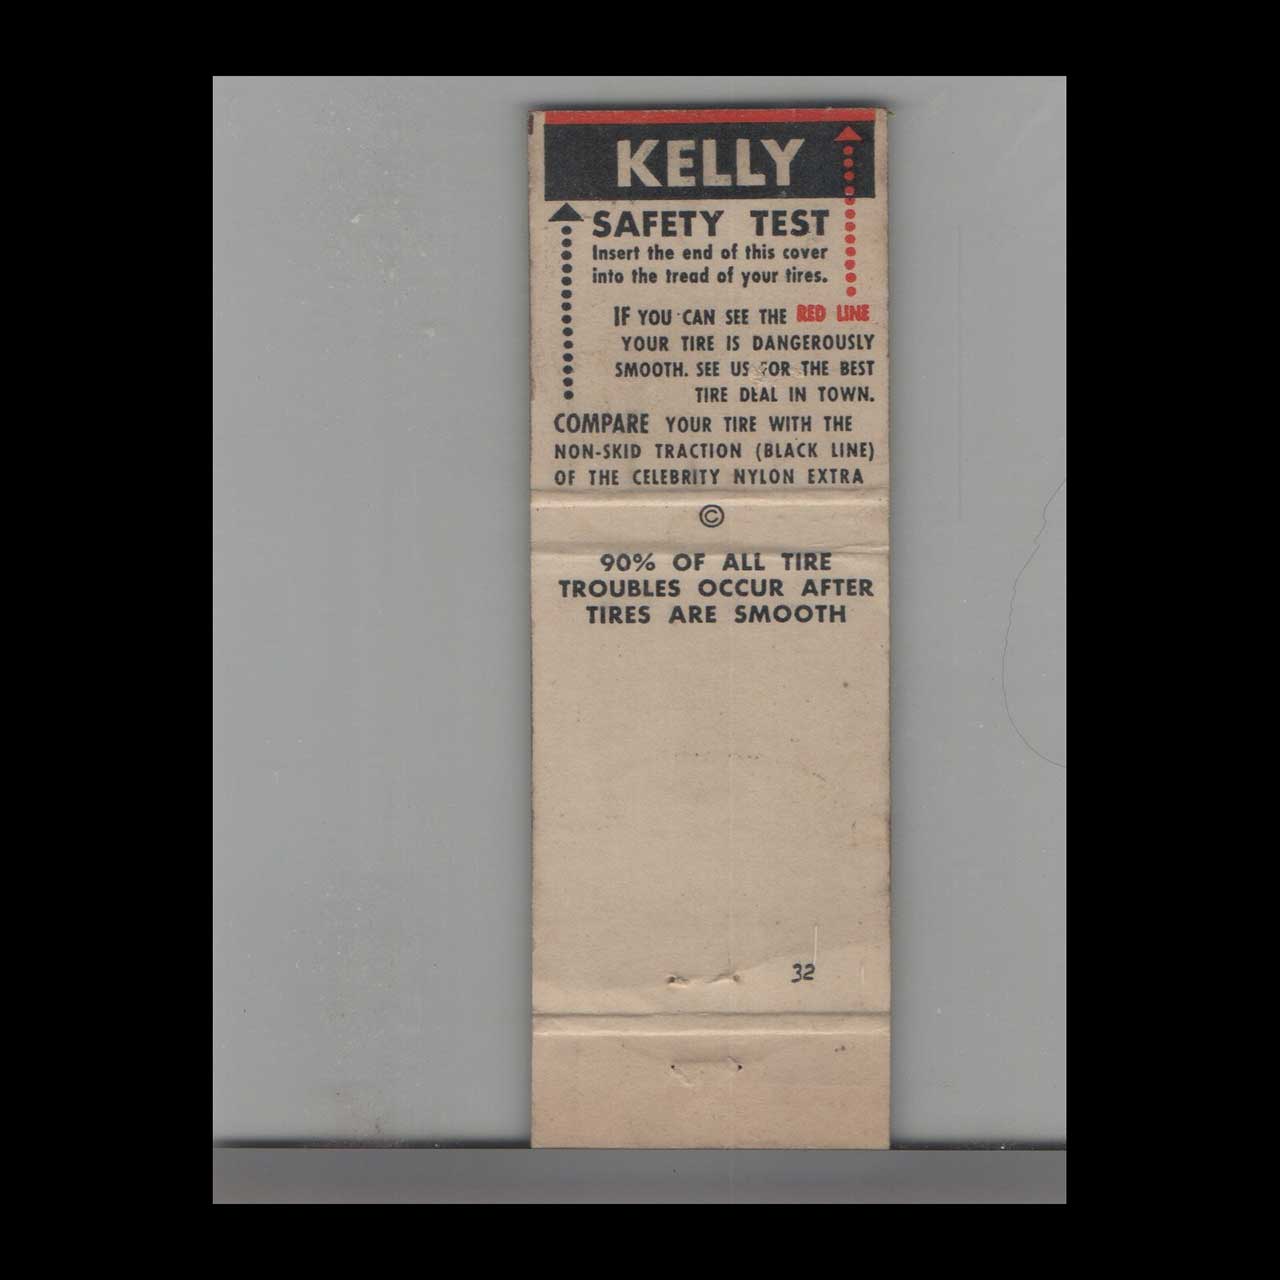 KELLY
SAFETY TEST
Insert the end of this cover
into the tread of your tires.
IF YOU CAN SEE THE RED LINE
YOUR TIRE IS DANGEROUSLY
SMOOTH. SEE US FOR THE BEST
TIRE DEAL IN TOWN.
COMPARE YOUR TIRE WITH THE
NON-SKID TRACTION (BLACK LINE)
OF THE CELEBRITY NYLON EXTRA
©
90% OF ALL TIRE
TROUBLES OCCUR AFTER
TIRES ARE SMOOTH
32